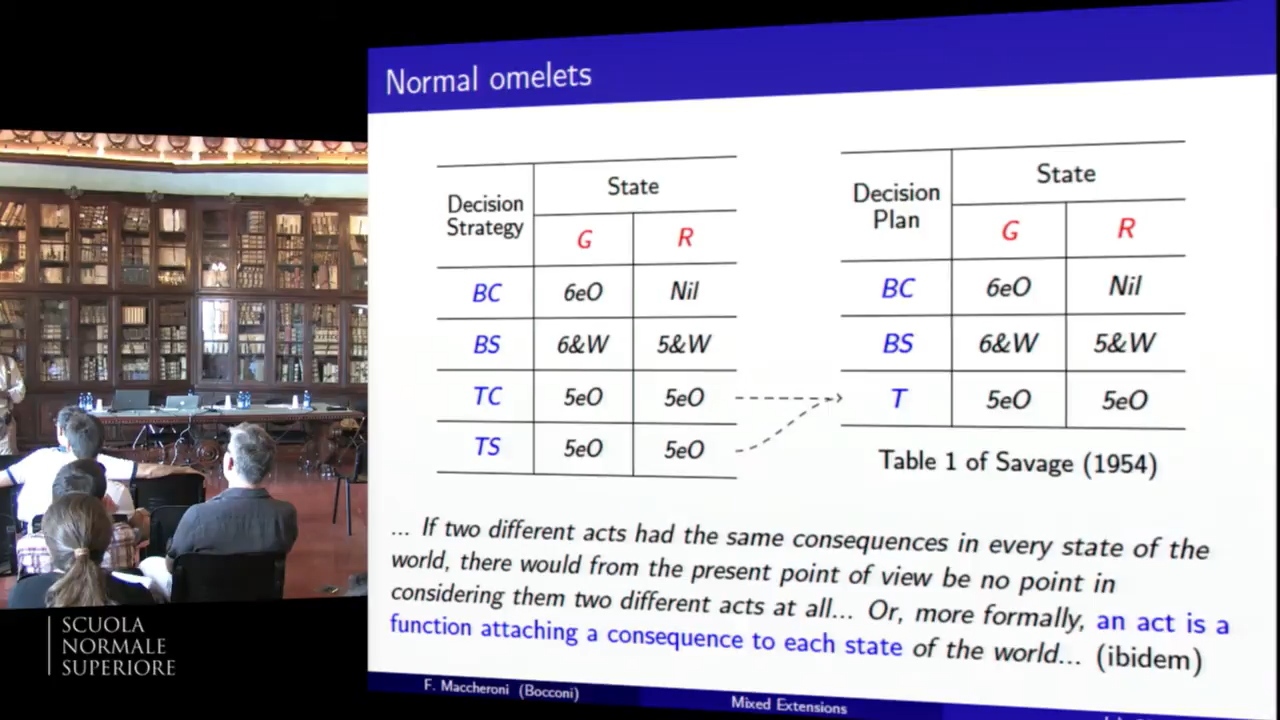 Normal omelets
Decision Strategy State
G R
BC 6eO Nil
BS 6&W 5&W
TC 5eO 5eO
TS 5eO 5eO
Decision Plan State
G R
BC 6eO Nil
BS 6&W 5&W
T 5eO 5eO
Table 1 of Savage (1954)
... If two different acts had the same consequences in every state of the
world, there would from the present point of view be no point in
considering them two different acts at all... Or, more formally, an act is a
function attaching a consequence to each state of the world... (ibidem)
F. Maccheroni (Bocconi)
Mixed Extensions
SCUOLA
NORMALE
SUPERIORE